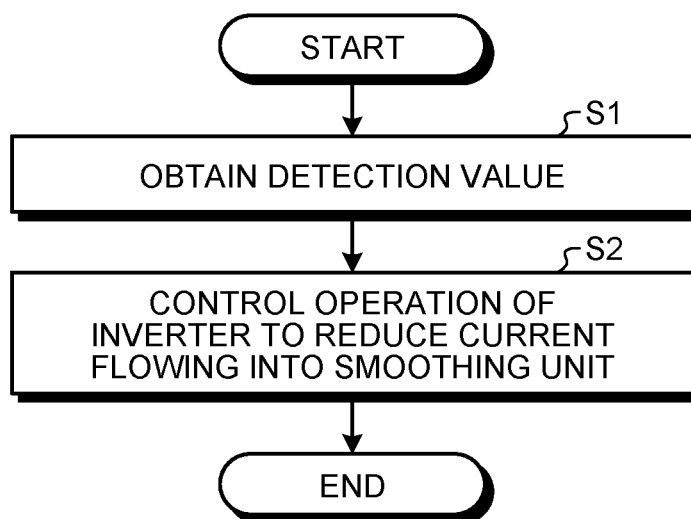 START
S1
OBTAIN DETECTION VALUE
S2
CONTROL OPERATION OF
INVERTER TO REDUCE CURRENT
FLOWING INTO SMOOTHING UNIT
END